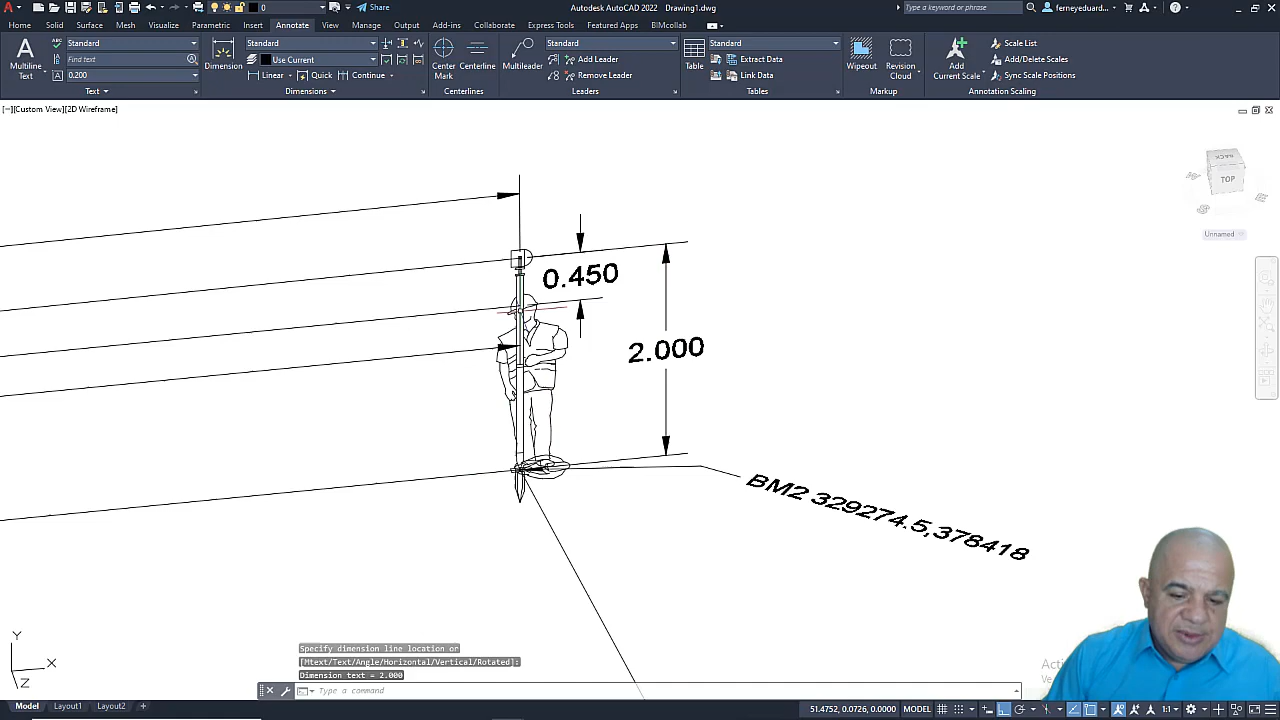 Share
Autodesk AutoCAD 2022 Drawing1.dwg
Type a keyword or phrase
ferneyeduard...
Home Insert Solid Surface Mesh Visualize Parametric Insert Annotate View Manage Output Add-ins Collaborate Express Tools Featured Apps BIMcollab
Multiline Text
Standard
Find text
0.200
Text
Dimension
Standard
Use Current
Linear Quick Continue
Dimensions
Center Mark
Centerline
Centerlines
Multileader
Standard
Add Leader
Remove Leader
Leaders
Table
Standard
Extract Data
Link Data
Tables
Wipeout
Revision Cloud
Markup
Add Current Scale
Scale List
Add/Delete Scales
Sync Scale Positions
Annotation Scaling
[−][Custom View][2D Wireframe]
BACK
TOP
Unnamed
0.450
2.000
BM2 329274.5,378418
Y
X
Z
Specify dimension line location or
[Mtext/Text/Angle/Horizontal/Vertical/Rotated]:
Dimension text = 2.000
Type a command
Model Layout1 Layout2 +
51.4752, 0.0726, 0.0000 MODEL
1:1